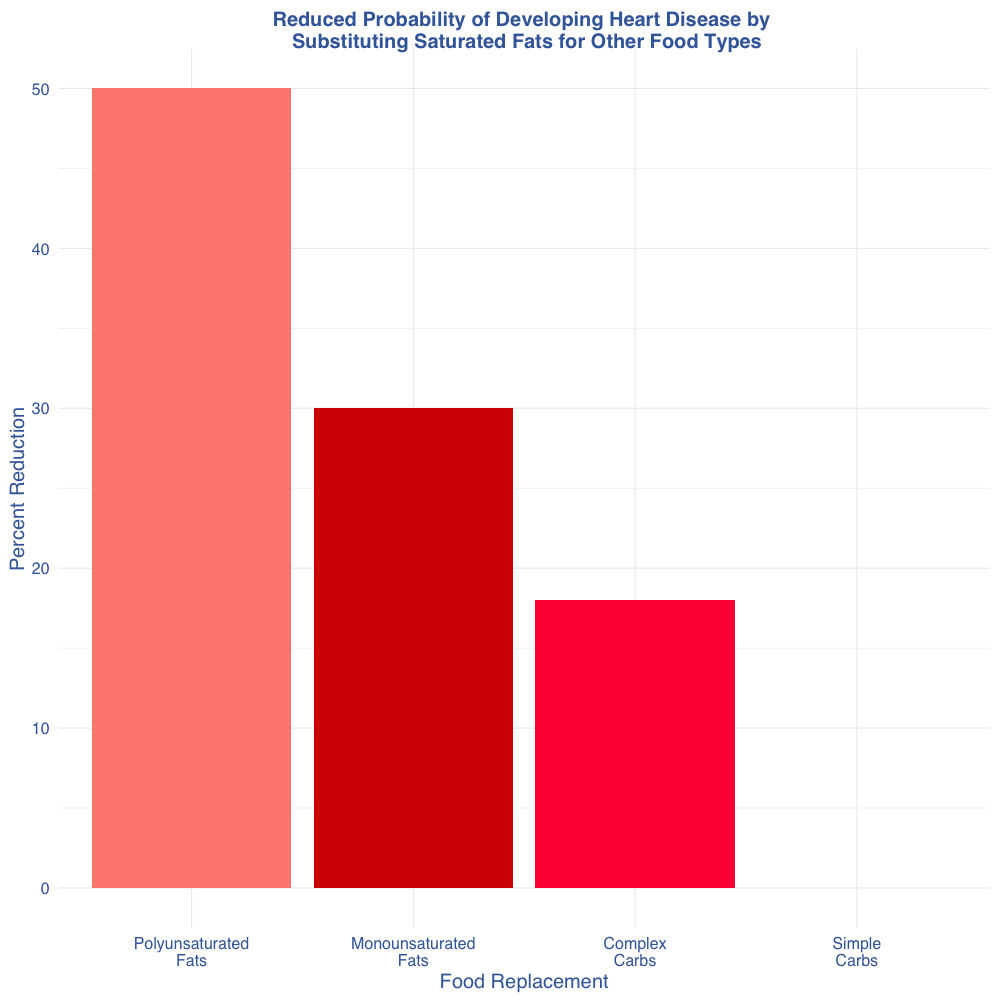 Reduced Probability of Developing Heart Disease by
Substituting Saturated Fats for Other Food Types
Percent Reduction
50
40
30
20
10
0
Polyunsaturated
Fats
Monounsaturated
Fats
Complex
Carbs
Simple
Carbs
Food Replacement